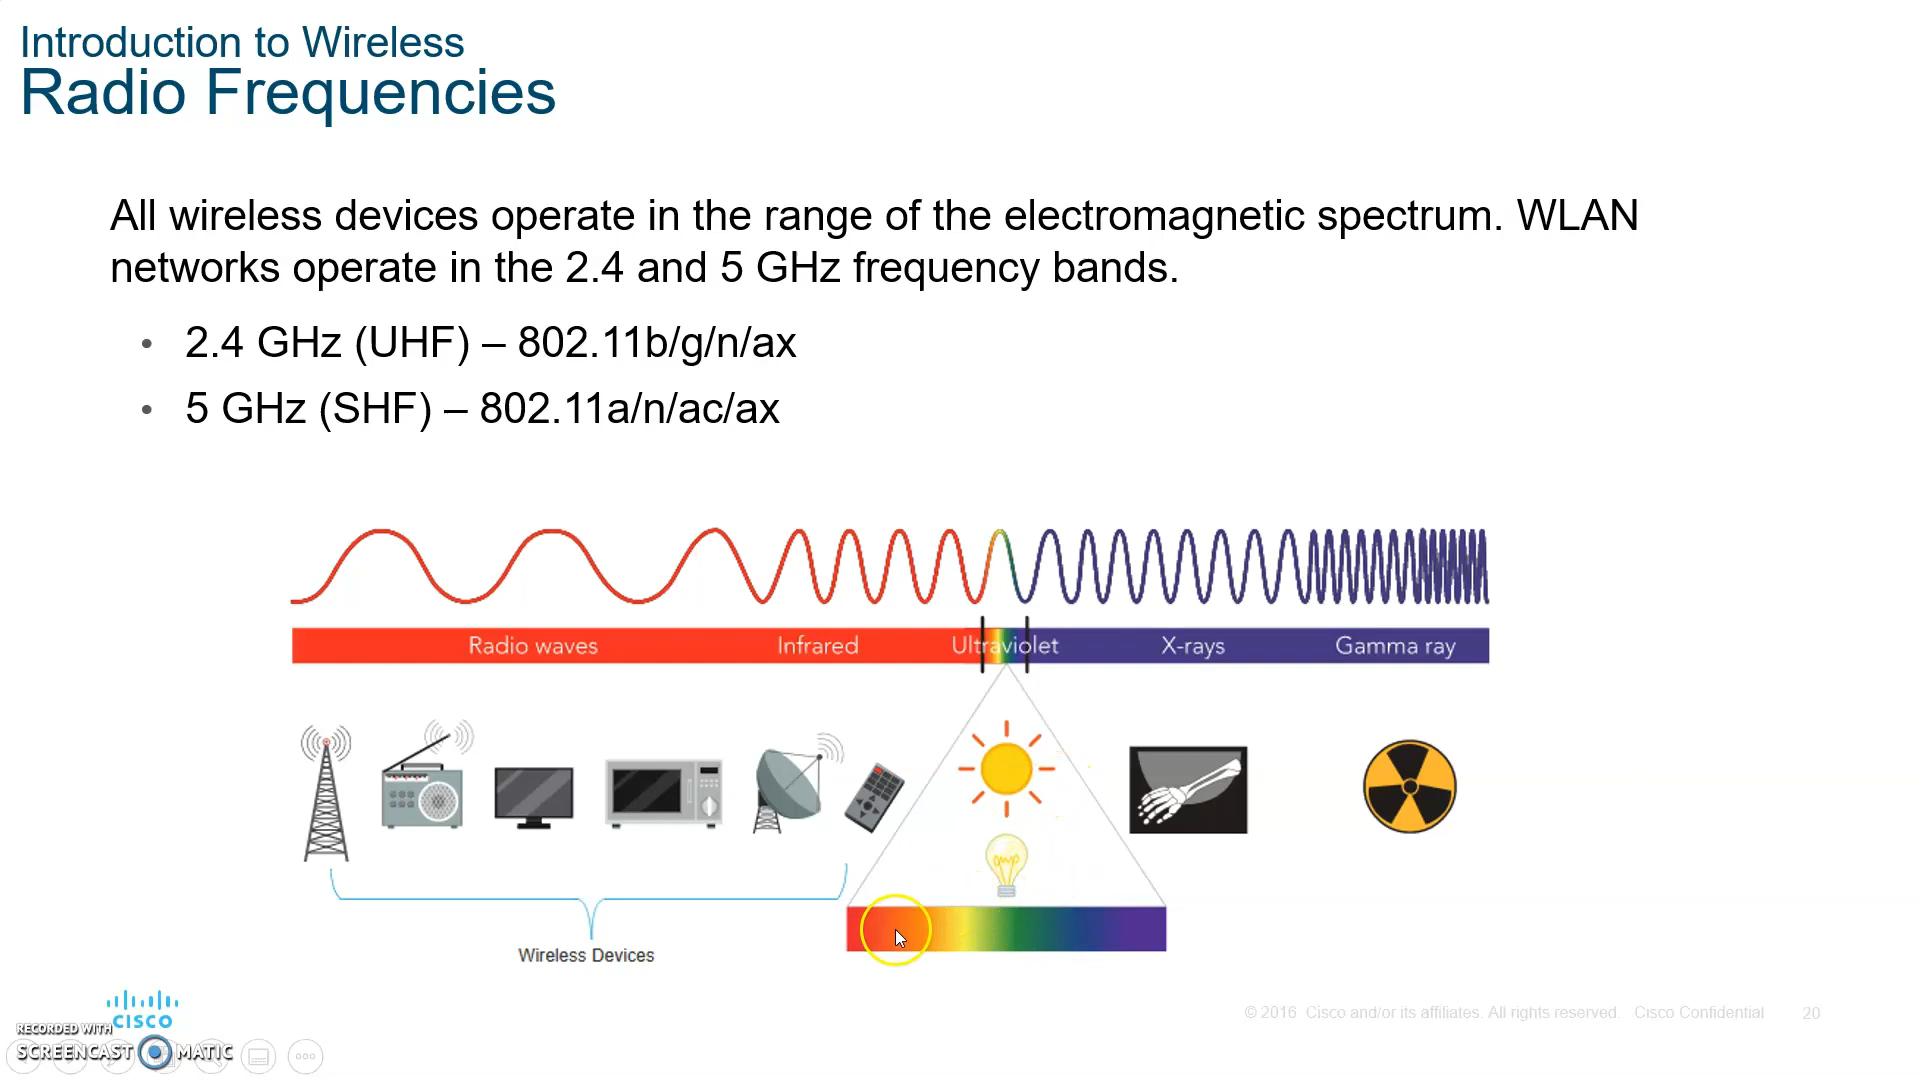 Introduction to Wireless
Radio Frequencies
All wireless devices operate in the range of the electromagnetic spectrum. WLAN
networks operate in the 2.4 and 5 GHz frequency bands.
• 2.4 GHz (UHF) – 802.11b/g/n/ax
• 5 GHz (SHF) – 802.11a/n/ac/ax
Radio waves Infrared Ultraviolet X-rays Gamma ray
Wireless Devices
CISCO
© 2016 Cisco and/or its affiliates. All rights reserved. Cisco Confidential 20
RECORDED WITH
SCREENCAST MATIC